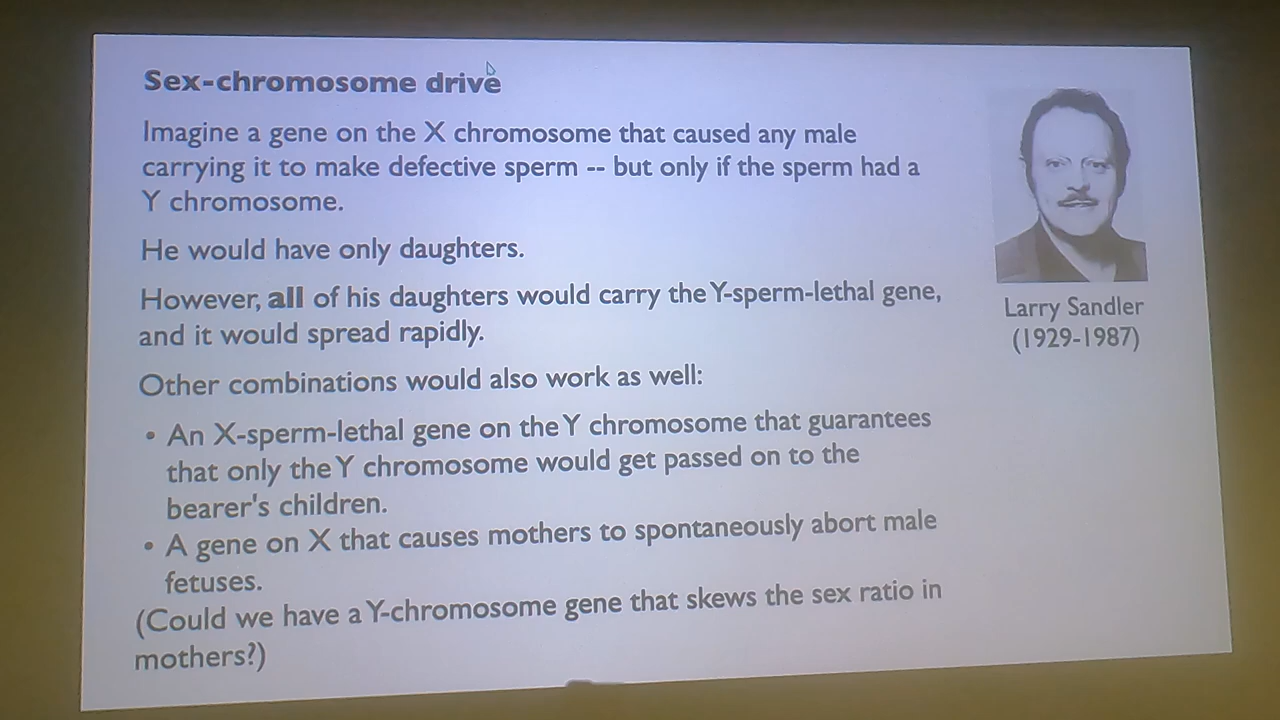 Sex-chromosome drive
Imagine a gene on the X chromosome that caused any male
carrying it to make defective sperm -- but only if the sperm had a
Y chromosome.
He would have only daughters.
However, all of his daughters would carry the Y-sperm-lethal gene,
and it would spread rapidly.
Other combinations would also work as well:
• An X-sperm-lethal gene on the Y chromosome that guarantees
that only the Y chromosome would get passed on to the
bearer's children.
• A gene on X that causes mothers to spontaneously abort male
fetuses.
(Could we have a Y-chromosome gene that skews the sex ratio in
mothers?)
Larry Sandler
(1929-1987)